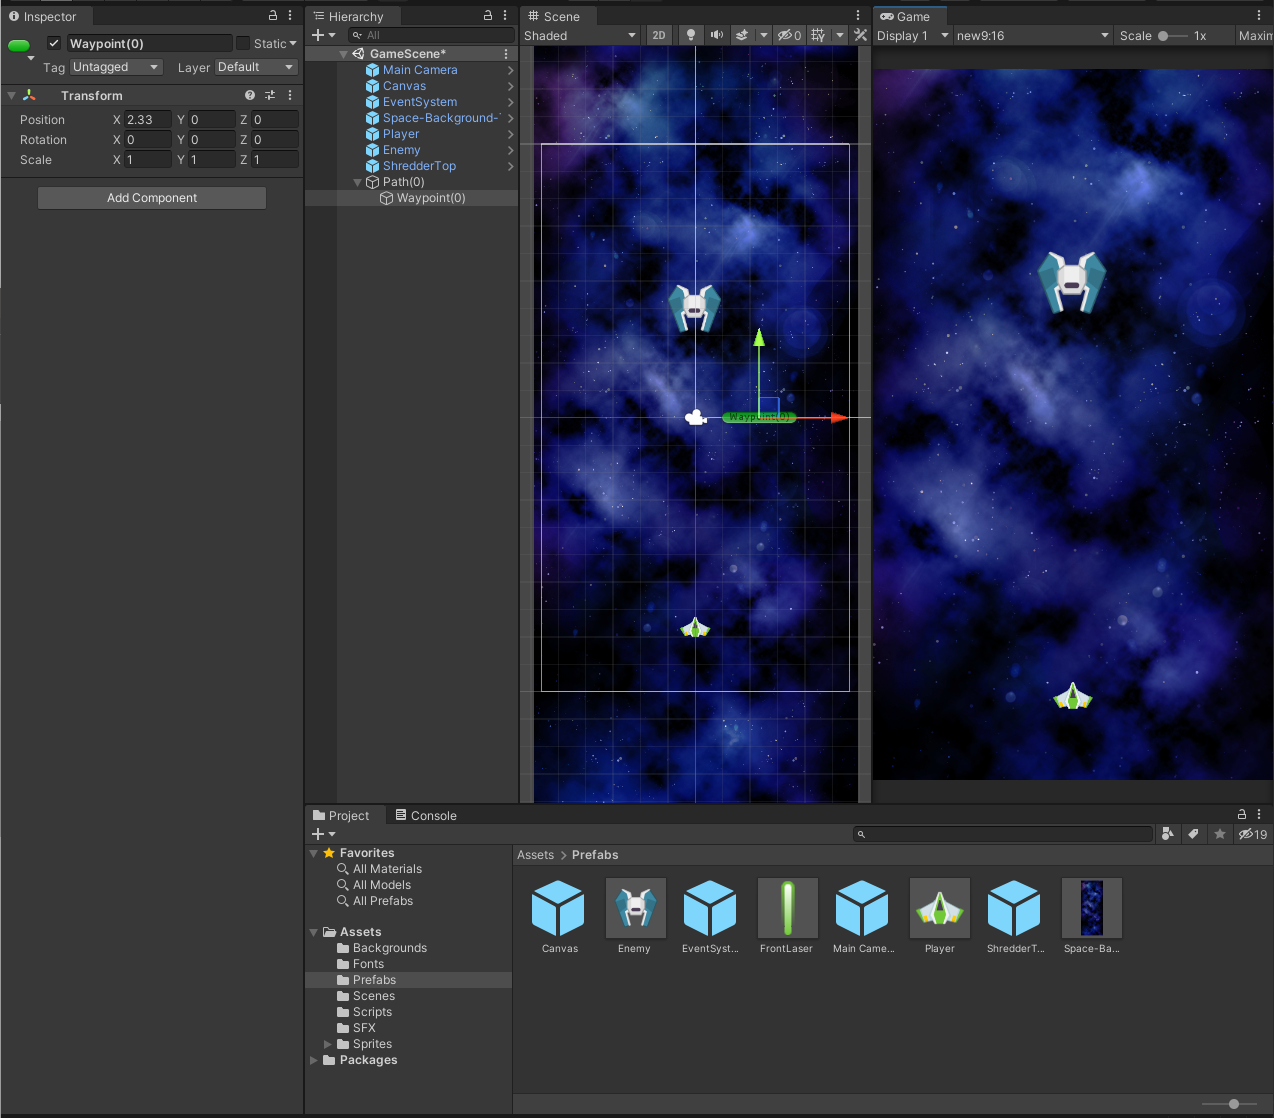 Inspector
Waypoint(0)
Static
Tag Untagged Layer Default
Transform
Position X 2.33 Y 0 Z 0
Rotation X 0 Y 0 Z 0
Scale X 1 Y 1 Z 1
Add Component
Hierarchy
All
GameScene*
Main Camera
Canvas
EventSystem
Space-Background-
Player
Enemy
ShredderTop
Path(0)
Waypoint(0)
Scene
Shaded 2D 0
Waypoint(0)
Game
Display 1 new9:16 Scale 1x Maxim
Project Console
19
Favorites
All Materials
All Models
All Prefabs
Assets
Backgrounds
Fonts
Prefabs
Scenes
Scripts
SFX
Sprites
Packages
Assets > Prefabs
Canvas Enemy EventSyst... FrontLaser Main Came... Player ShredderT... Space-Ba...